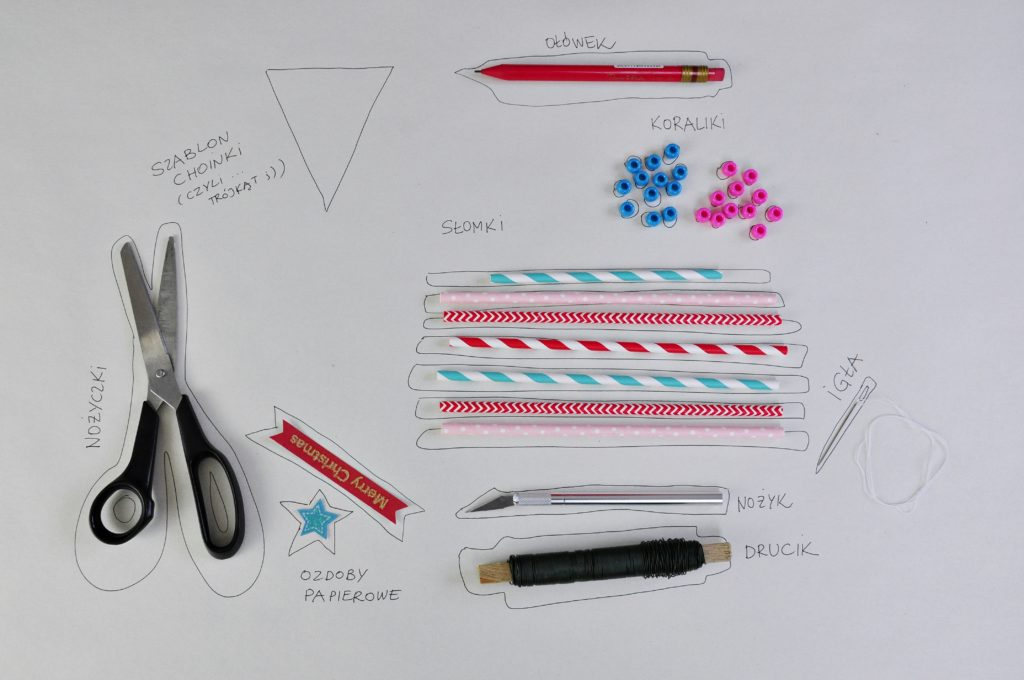 OŁÓWEK
KORALIKI
SZABLON
CHOINKI
(CZYLI ...
TRÓJKĄT ;))
SŁOMKI
NOŻYCZKI
IGŁA
Merry Christmas
NOŻYK
DRUCIK
OZDOBY
PAPIEROWE